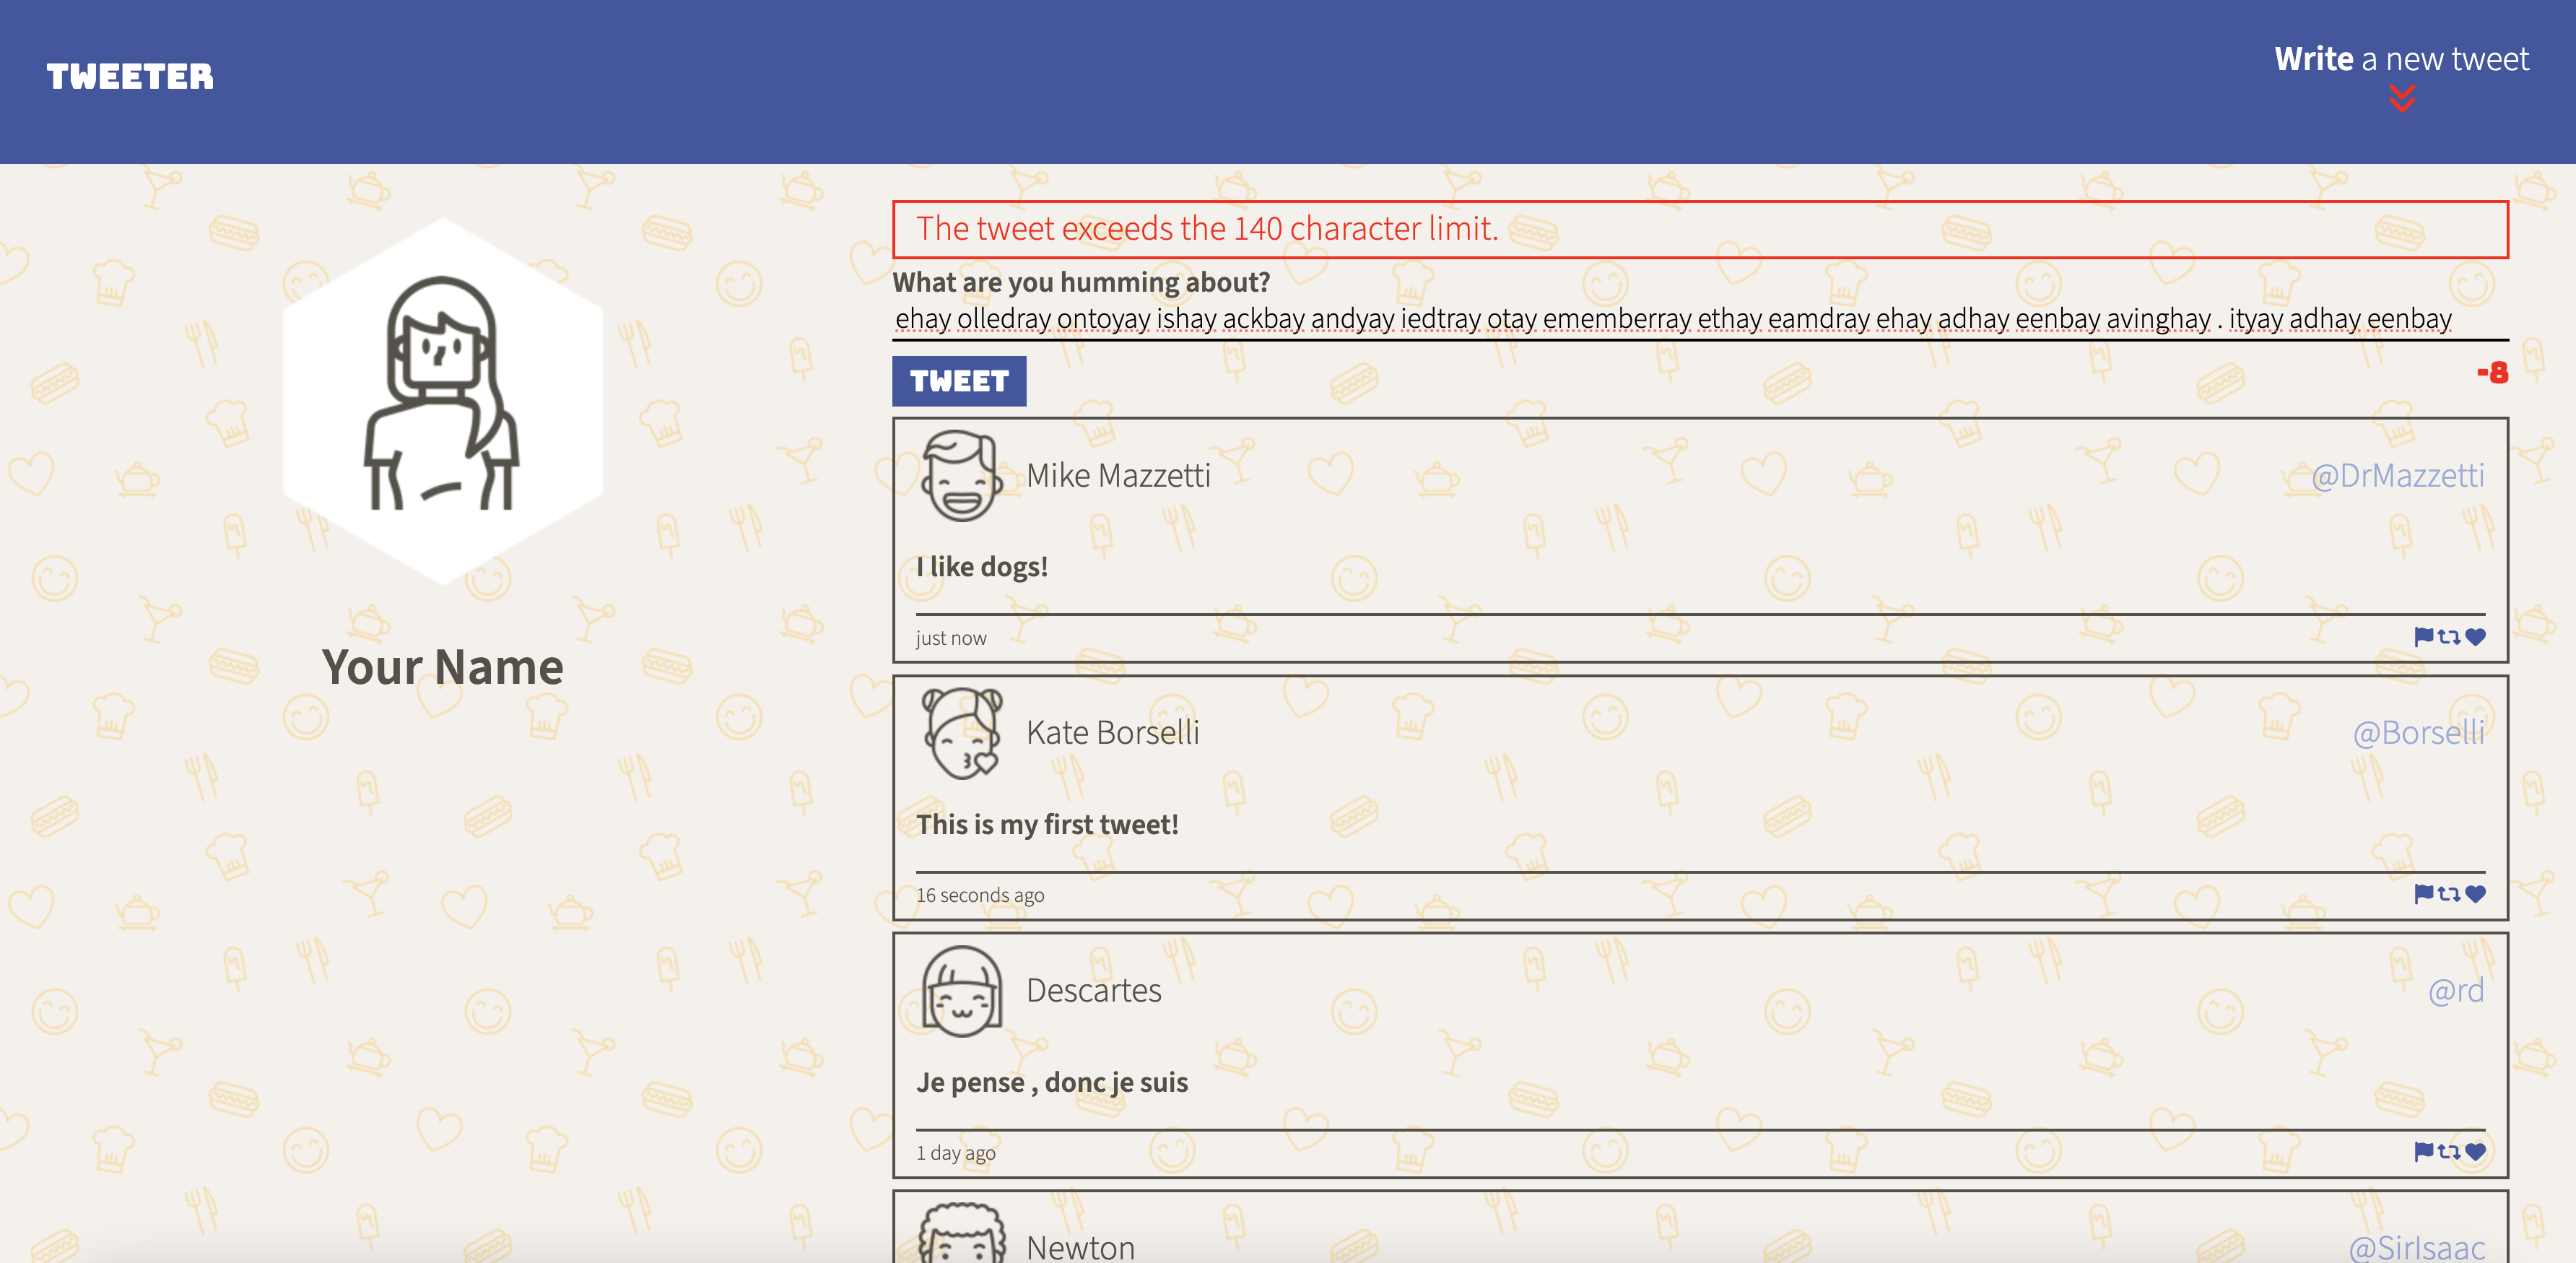 TWEETER
Write a new tweet
The tweet exceeds the 140 character limit.
What are you humming about?
ehay olledray ontoyay ishay ackbay andyay iedtray otay ememberray ethay eamdray ehay adhay eenbay avinghay . ityay adhay eenbay
TWEET
-8
Your Name
Mike Mazzetti
@DrMazzetti
I like dogs!
just now
Kate Borselli
@Borselli
This is my first tweet!
16 seconds ago
Descartes
@rd
Je pense , donc je suis
1 day ago
Newton
@SirIsaac